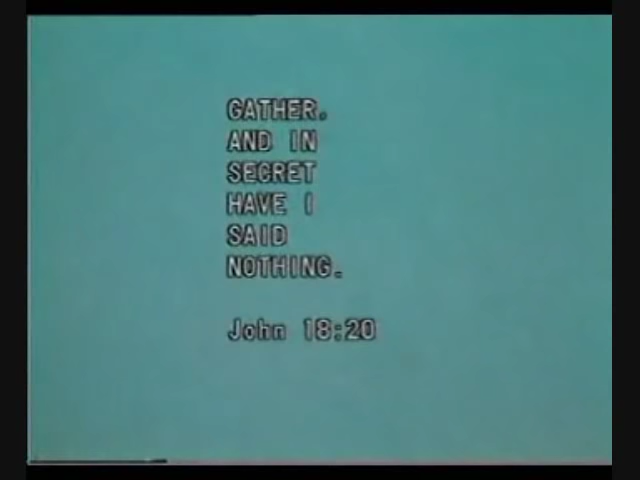 GATHER.
AND IN
SECRET
HAVE I
SAID
NOTHING.
John 18:20